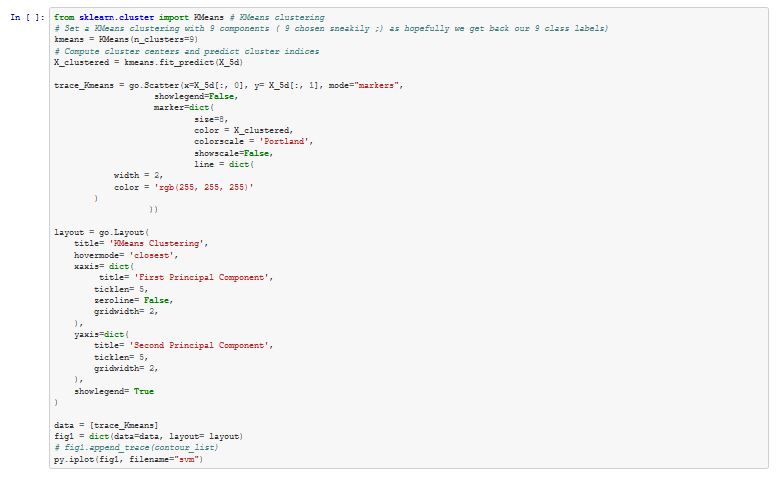 In [ ]: from sklearn.cluster import KMeans # KMeans clustering
# Set a KMeans clustering with 9 components ( 9 chosen sneakily ;) as hopefully we get back our 9 class labels)
kmeans = KMeans(n_clusters=9)
# Compute cluster centers and predict cluster indices
X_clustered = kmeans.fit_predict(X_5d)
trace_Kmeans = go.Scatter(x=X_5d[:, 0], y= X_5d[:, 1], mode="markers",
showlegend=False,
marker=dict(
size=8,
color = X_clustered,
colorscale = 'Portland',
showscale=False,
line = dict(
width = 2,
color = 'rgb(255, 255, 255)'
)
))
layout = go.Layout(
title= 'KMeans Clustering',
hovermode= 'closest',
xaxis= dict(
title= 'First Principal Component',
ticklen= 5,
zeroline= False,
gridwidth= 2,
),
yaxis=dict(
title= 'Second Principal Component',
ticklen= 5,
gridwidth= 2,
),
showlegend= True
)
data = [trace_Kmeans]
fig1 = dict(data=data, layout= layout)
# fig1.append_trace(contour_list)
py.iplot(fig1, filename="svm")